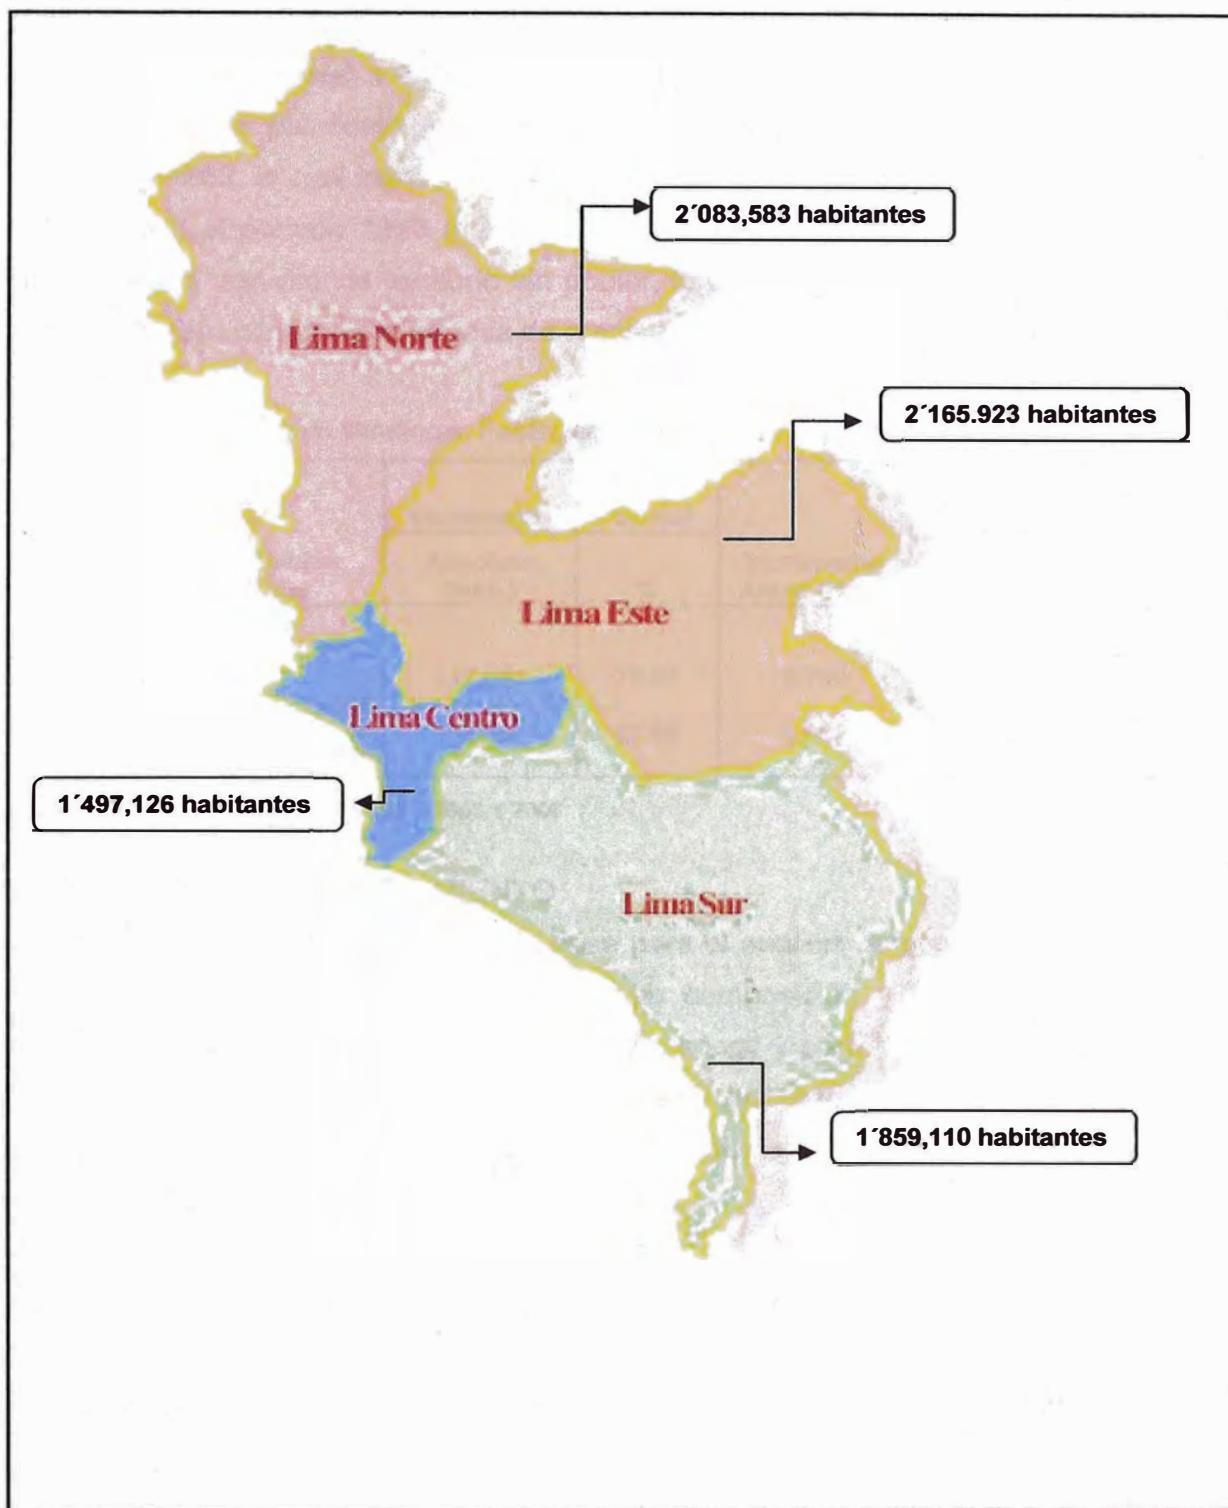 2´083,583 habitantes
Lima Norte
2´165.923 habitantes
Lima Este
Lima Centro
1´497,126 habitantes
Lima Sur
1´859,110 habitantes